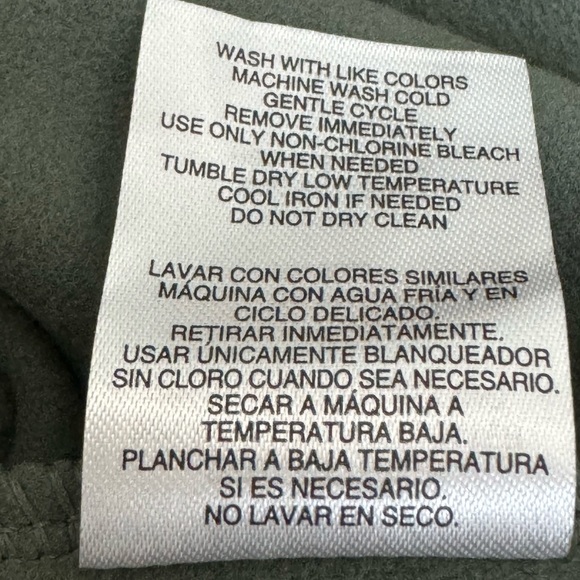 WASH WITH LIKE COLORS
MACHINE WASH COLD
GENTLE CYCLE
REMOVE IMMEDIATELY
USE ONLY NON-CHLORINE BLEACH
WHEN NEEDED
TUMBLE DRY LOW TEMPERATURE
COOL IRON IF NEEDED
DO NOT DRY CLEAN
LAVAR CON COLORES SIMILARES
MÁQUINA CON AGUA FRÍA Y EN
CICLO DELICADO.
RETIRAR INMEDIATAMENTE.
USAR ÚNICAMENTE BLANQUEADOR
SIN CLORO CUANDO SEA NECESARIO.
SECAR A MÁQUINA A
TEMPERATURA BAJA.
PLANCHAR A BAJA TEMPERATURA
SI ES NECESARIO.
NO LAVAR EN SECO.